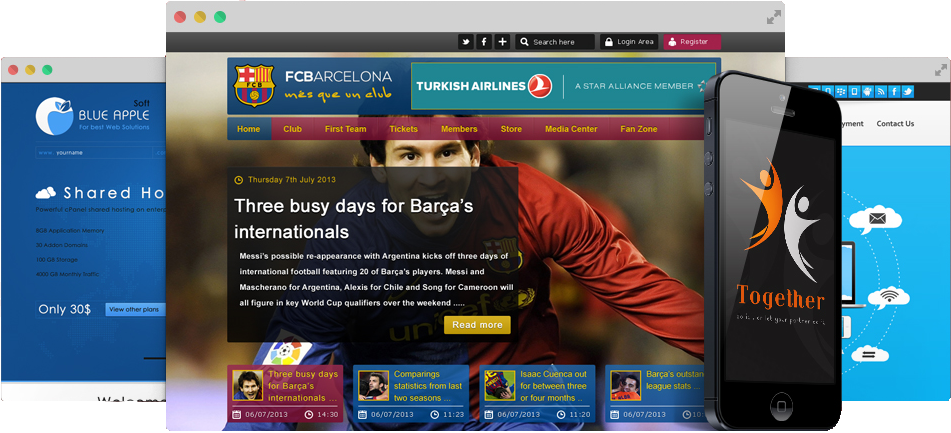 Soft
BLUE APPLE
For best Web Solutions
www. yourname
Shared Ho
Powerful cPanel shared hosting on enter
8GB Application Memory
30 Addon Domains
100 GB Storage
4000 GB Monthly Traffic
Only 30$
View other plans
Welcome
Search here
Login Area
Register
FCBARCELONA
més que un club
TURKISH AIRLINES
A STAR ALLIANCE MEMBER
Home Club First Team Tickets Members Store Media Center Fan Zone
Thursday 7th July 2013
Three busy days for Barça's
internationals
Messi's possible re-appearance with Argentina kicks off three days of
international football featuring 20 of Barça's players. Messi and
Mascherano for Argentina, Alexis for Chile and Song for Cameroon will
all figure in key World Cup qualifiers over the weekend .....
Read more
unicef
Three busy days
for Barça's
internationals ...
06/07/2013 14:30
Comparings
statistics from last
two seasons ...
06/07/2013 11:23
Isaac Cuenca out
for between three
or four months ..
06/07/2013 11:20
Barça's outstand
league stats ...
06/07/2013
Together
yment Contact Us